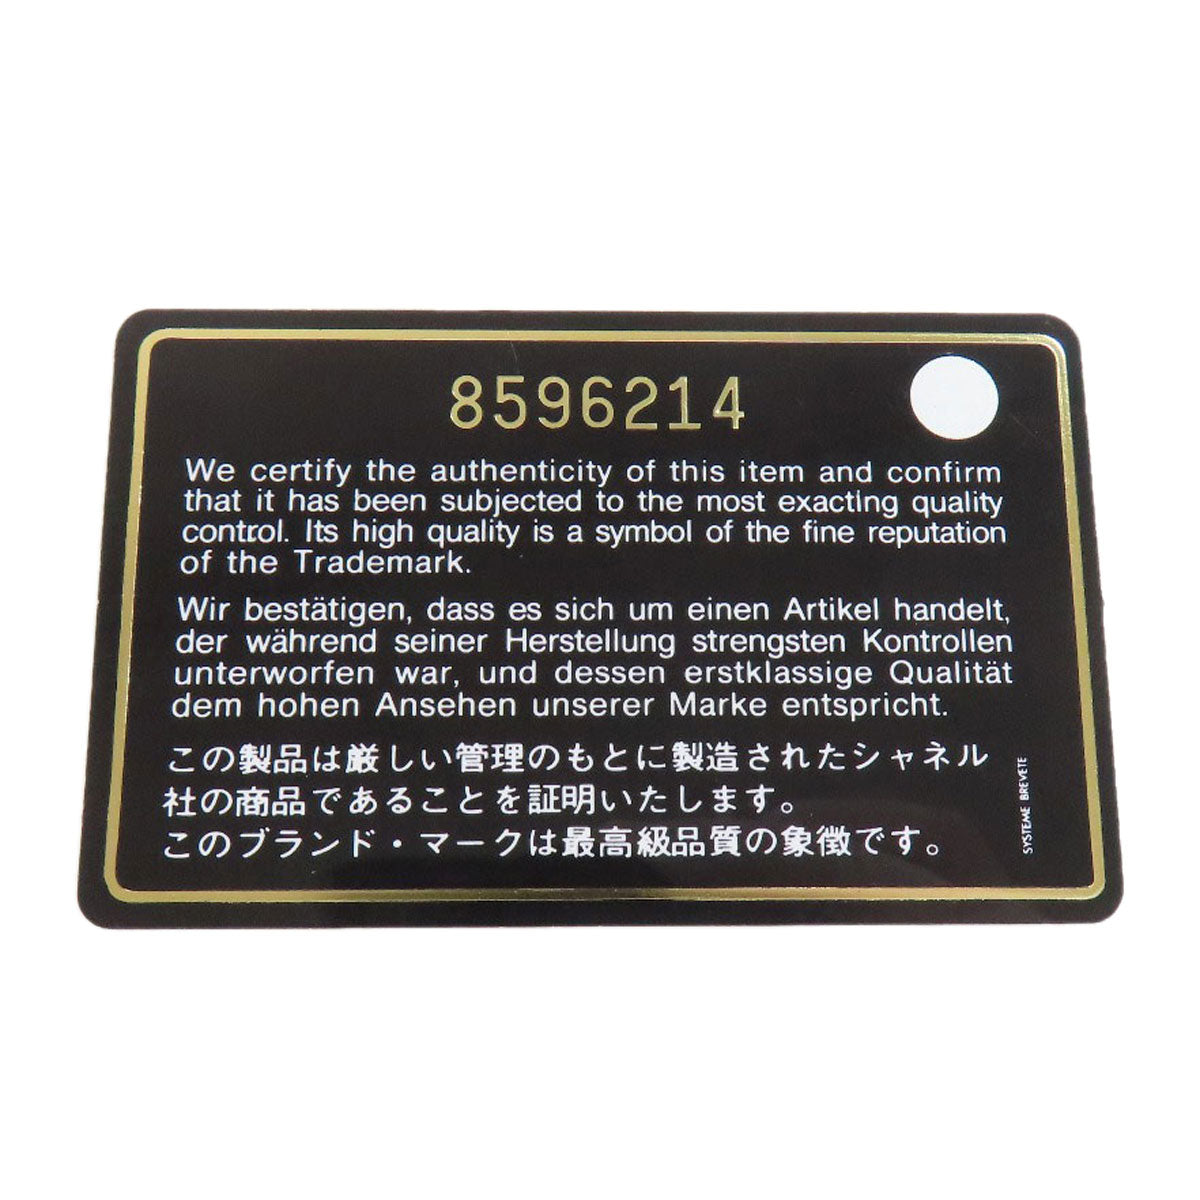 8596214
We certify the authenticity of this item and confirm
that it has been subjected to the most exacting quality
control. Its high quality is a symbol of the fine reputation
of the Trademark.
Wir bestätigen, dass es sich um einen Artikel handelt,
der während seiner Herstellung strengsten Kontrollen
unterworfen war, und dessen erstklassige Qualität
dem hohen Ansehen unserer Marke entspricht.
この製品は厳しい管理のもとに製造されたシャネル
社の商品であることを証明いたします。
このブランド・マークは最高級品質の象徴です。
SYSTEME BREVETE